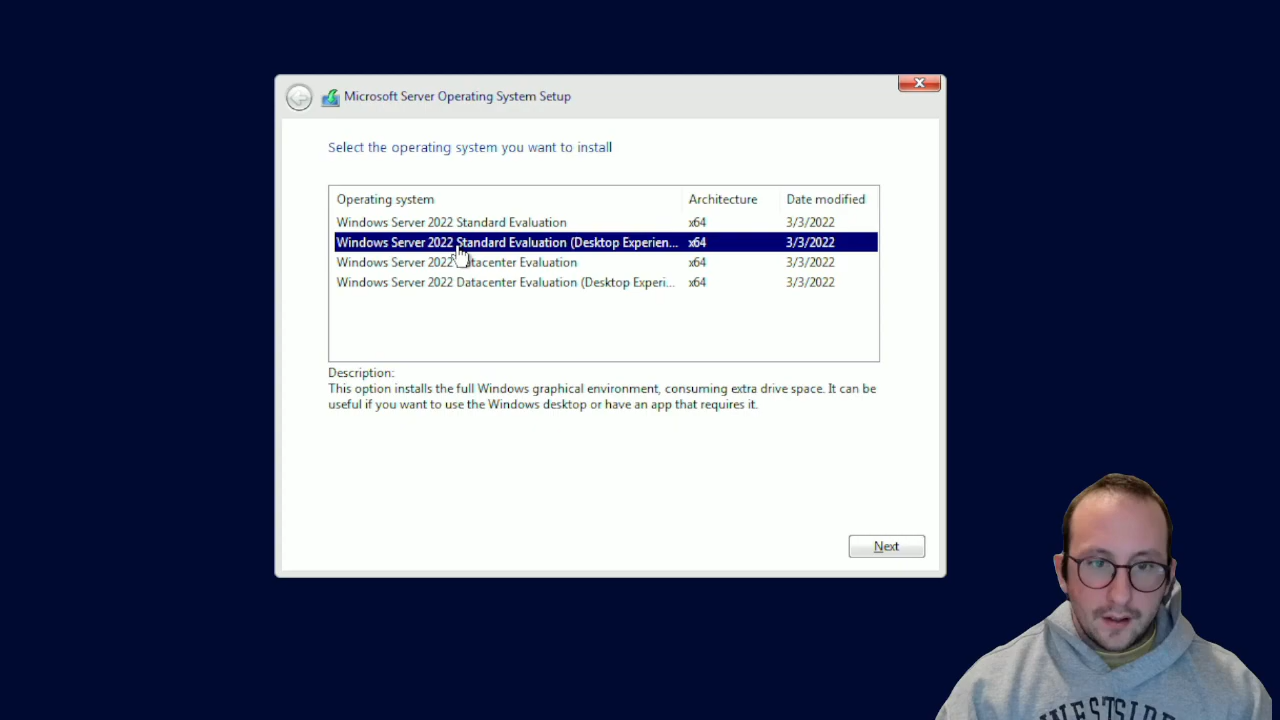 Microsoft Server Operating System Setup
Select the operating system you want to install
Operating system Architecture Date modified
Windows Server 2022 Standard Evaluation x64 3/3/2022
Windows Server 2022 Standard Evaluation (Desktop Experien... x64 3/3/2022
Windows Server 2022 Datacenter Evaluation x64 3/3/2022
Windows Server 2022 Datacenter Evaluation (Desktop Experi... x64 3/3/2022
Description:
This option installs the full Windows graphical environment, consuming extra drive space. It can be
useful if you want to use the Windows desktop or have an app that requires it.
Next
WESTSIDE